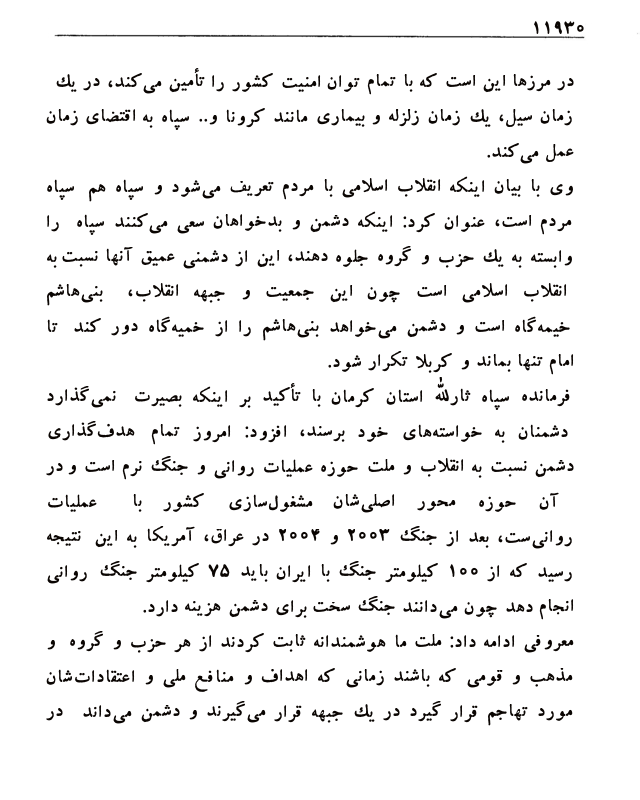 ۱۱۹۳۰
در مرزها این است که با تمام توان امنیت کشور را تأمین می‌کند، در یك
زمان سیل، یك زمان زلزله و بیماری مانند کرونا و.. سپاه به اقتضای زمان
عمل می‌کند.
وی با بیان اینکه انقلاب اسلامی با مردم تعریف می‌شود و سپاه هم سپاه
مردم است، عنوان کرد: اینکه دشمن و بدخواهان سعی می‌کنند سپاه را
وابسته به یك حزب و گروه جلوه دهند، این از دشمنی عمیق آنها نسبت به
انقلاب اسلامی است چون این جمعیت و جبهه انقلاب، بنی‌هاشم
خیمه‌گاه است و دشمن می‌خواهد بنی‌هاشم را از خمیه‌گاه دور کند تا
امام تنها بماند و کربلا تکرار شود.
فرمانده سپاه ثارالله استان کرمان با تأکید بر اینکه بصیرت نمی‌گذارد
دشمنان به خواسته‌های خود برسند، افزود: امروز تمام هدف‌گذاری
دشمن نسبت به انقلاب و ملت حوزه عملیات روانی و جنگ نرم است و در
آن حوزه محور اصلی‌شان مشغول‌سازی کشور با عملیات
روانی‌ست، بعد از جنگ ۲۰۰۳ و ۲۰۰۴ در عراق، آمریکا به این نتیجه
رسید که از ۱۰۰ کیلومتر جنگ با ایران باید ۷۵ کیلومتر جنگ روانی
انجام دهد چون می‌دانند جنگ سخت برای دشمن هزینه دارد.
معروفی ادامه داد: ملت ما هوشمندانه ثابت کردند از هر حزب و گروه و
مذهب و قومی که باشند زمانی که اهداف و منافع ملی و اعتقادات‌شان
مورد تهاجم قرار گیرد در یك جبهه قرار می‌گیرند و دشمن می‌داند در